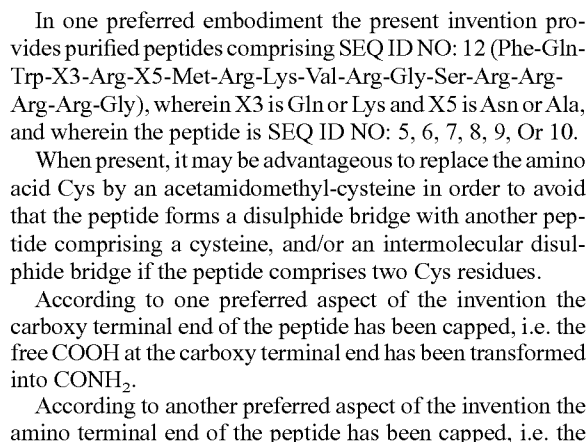 In one preferred embodiment the present invention pro-
vides purified peptides comprising SEQ ID NO: 12 (Phe-Gln-
Trp-X3-Arg-X5-Met-Arg-Lys-Val-Arg-Gly-Ser-Arg-Arg-
Arg-Arg-Gly), wherein X3 is Gln or Lys and X5 is Asn or Ala,
and wherein the peptide is SEQ ID NO: 5, 6, 7, 8, 9, Or 10.
When present, it may be advantageous to replace the amino
acid Cys by an acetamidomethyl-cysteine in order to avoid
that the peptide forms a disulphide bridge with another pep-
tide comprising a cysteine, and/or an intermolecular disul-
phide bridge if the peptide comprises two Cys residues.
According to one preferred aspect of the invention the
carboxy terminal end of the peptide has been capped, i.e. the
free COOH at the carboxy terminal end has been transformed
into CONH₂.
According to another preferred aspect of the invention the
amino terminal end of the peptide has been capped, i.e. the